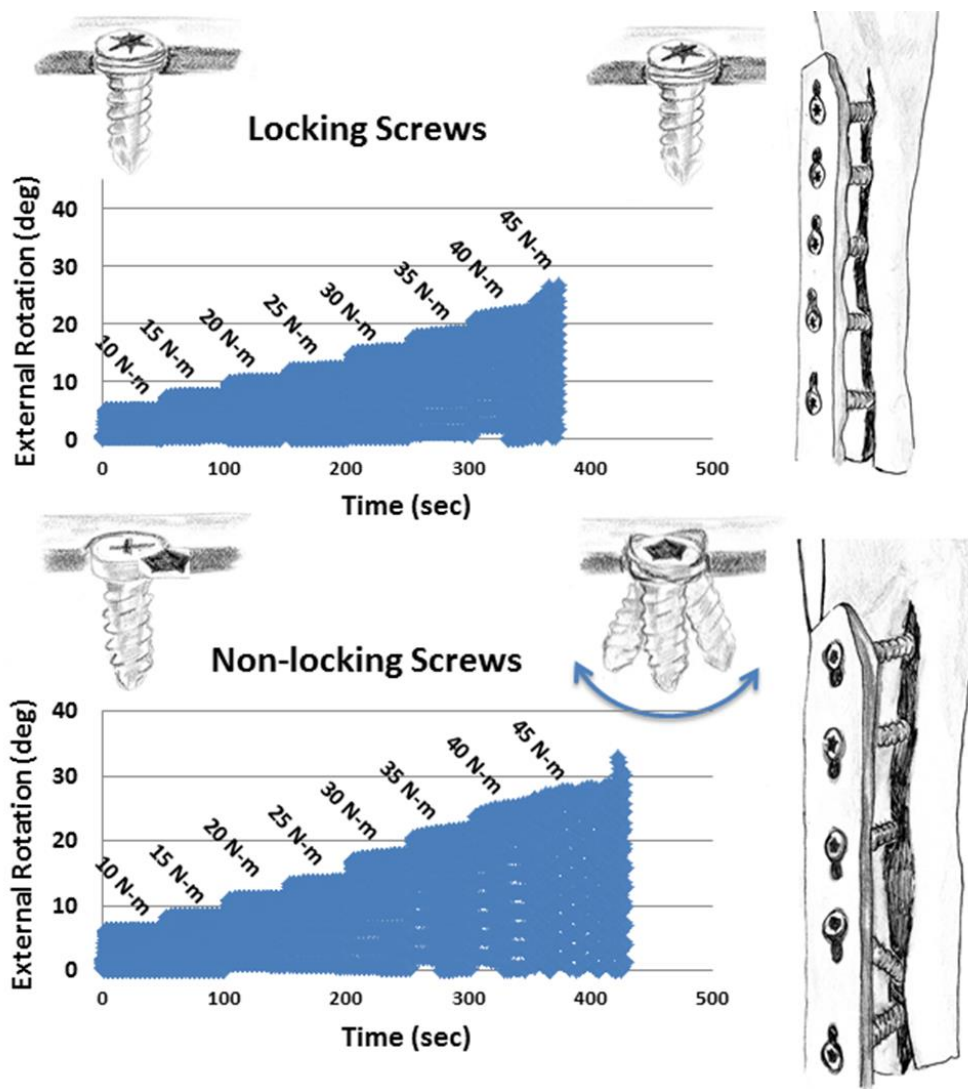 Locking Screws
External Rotation (deg)
40
30
20
10
0
10 N-m
15 N-m
20 N-m
25 N-m
30 N-m
35 N-m
40 N-m
45 N-m
0
100
200
300
400
500
Time (sec)
Non-locking Screws
External Rotation (deg)
40
30
20
10
0
10 N-m
15 N-m
20 N-m
25 N-m
30 N-m
35 N-m
40 N-m
45 N-m
0
100
200
300
400
500
Time (sec)